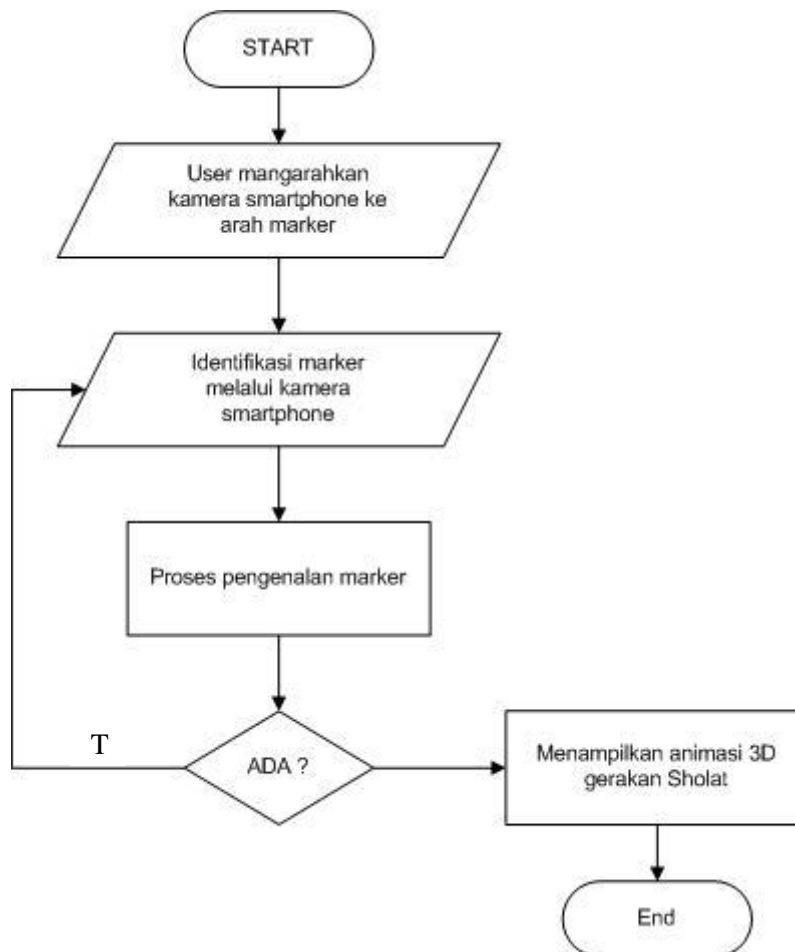 START
User mangarahkan
kamera smartphone ke
arah marker
Identifikasi marker
melalui kamera
smartphone
Proses pengenalan marker
T
ADA ?
Menampilkan animasi 3D
gerakan Sholat
End